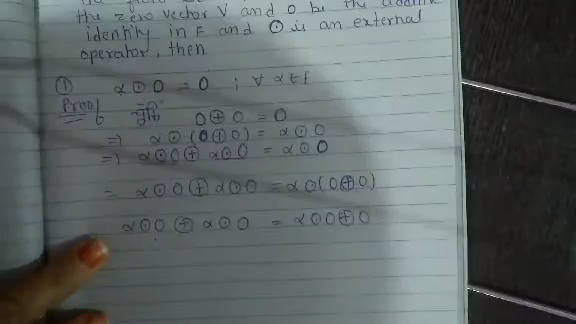 the zero vector V and 0 be the additive
identity in F and ⊙ is an external
operator, then
① α⊙0 = 0 ; ∀ α∈F
Proof चूँकि 0⊕0 = 0
⇒ α⊙(0⊕0) = α⊙0
⇒ α⊙0⊕α⊙0 = α⊙0
= α⊙0⊕α⊙0 = α⊙(0⊕0)
α⊙0⊕α⊙0 = α⊙0⊕0